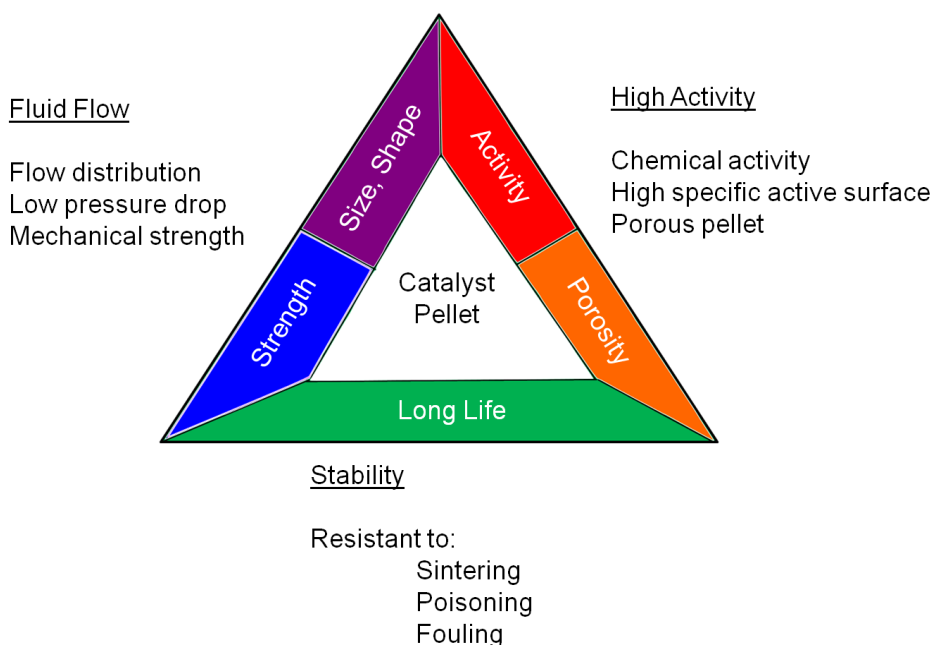 Fluid Flow
Flow distribution
Low pressure drop
Mechanical strength
Size, Shape
Strength
Activity
Porosity
Catalyst
Pellet
Long Life
High Activity
Chemical activity
High specific active surface
Porous pellet
Stability
Resistant to:
Sintering
Poisoning
Fouling